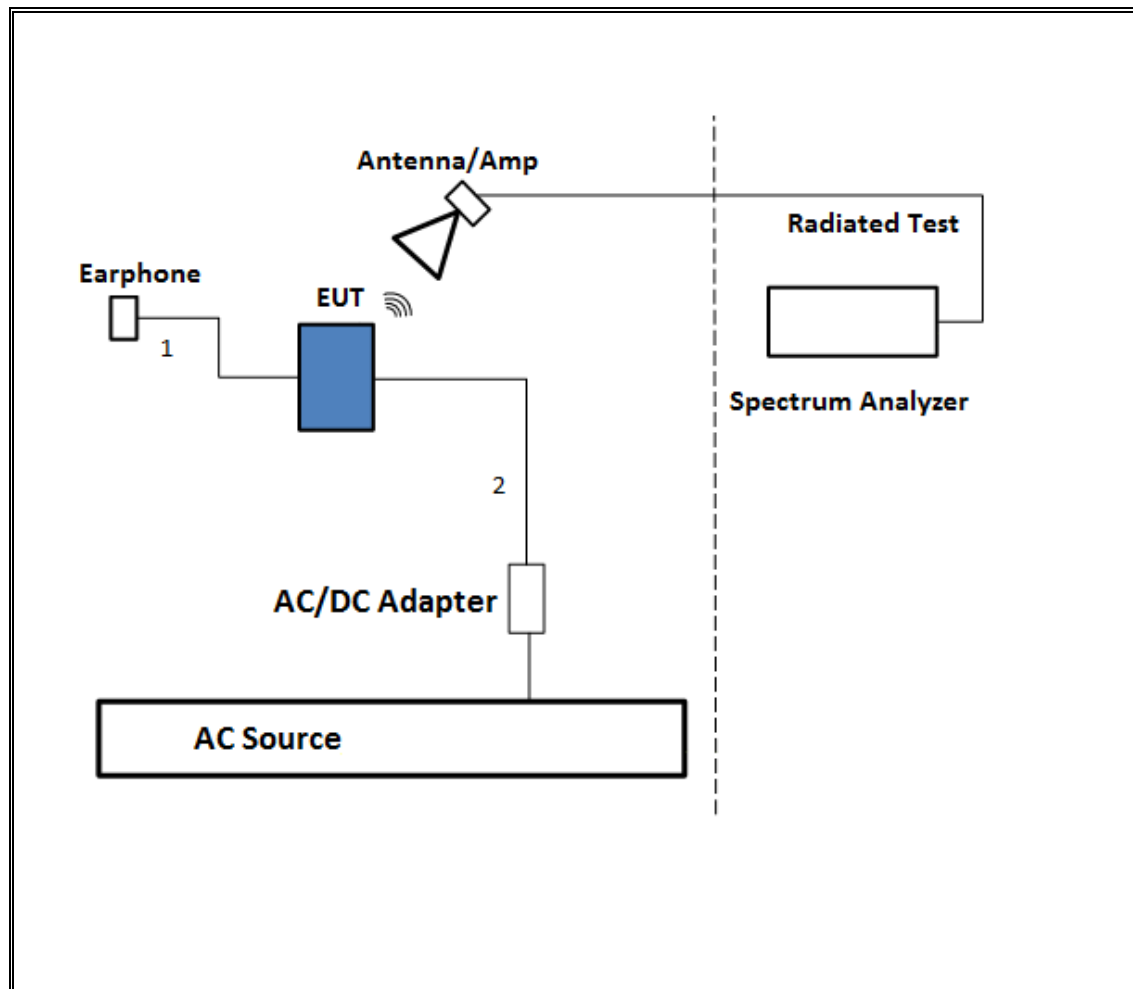 Antenna/Amp
Radiated Test
Earphone
EUT
1
Spectrum Analyzer
2
AC/DC Adapter
AC Source